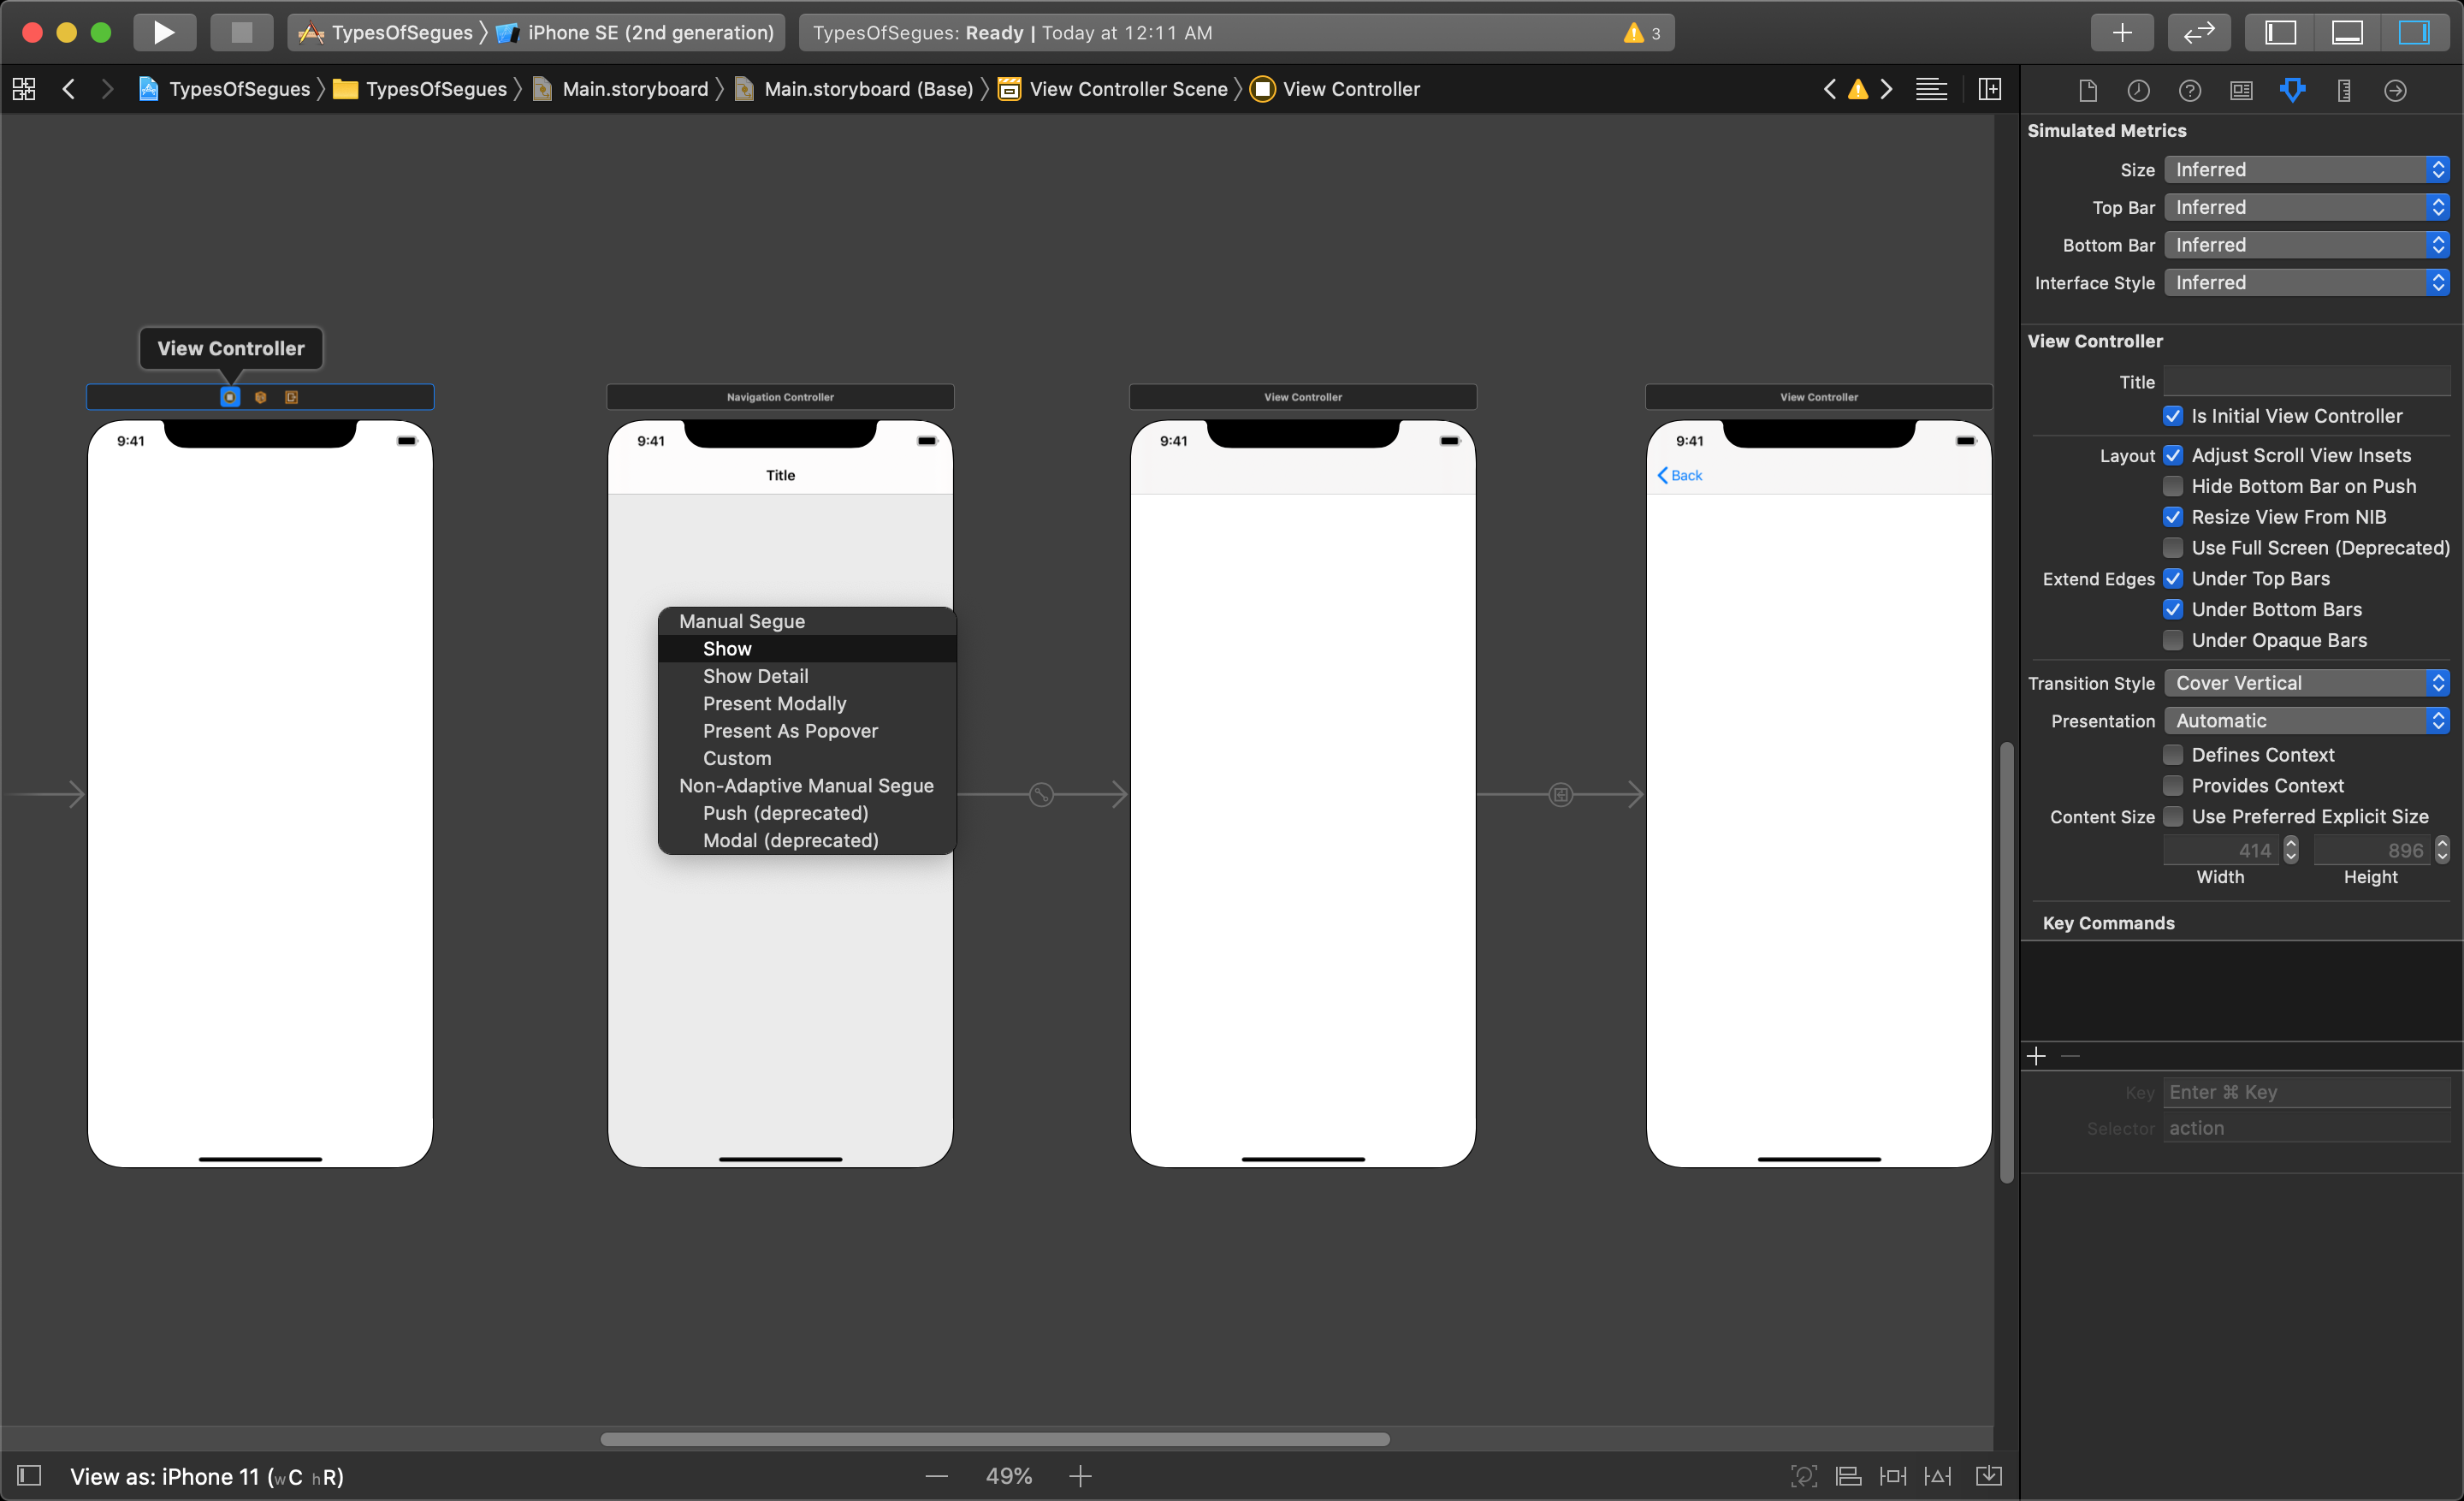 TypesOfSegues 〉 iPhone SE (2nd generation)
TypesOfSegues: Ready | Today at 12:11 AM
3
TypesOfSegues 〉 TypesOfSegues 〉 Main.storyboard 〉 Main.storyboard (Base) 〉 View Controller Scene 〉 View Controller
View Controller
9:41
Navigation Controller
9:41
Title
View Controller
9:41
View Controller
9:41
Back
Manual Segue
Show
Show Detail
Present Modally
Present As Popover
Custom
Non-Adaptive Manual Segue
Push (deprecated)
Modal (deprecated)
View as: iPhone 11 (wC hR)
49%
Simulated Metrics
Size Inferred
Top Bar Inferred
Bottom Bar Inferred
Interface Style Inferred
View Controller
Title
Is Initial View Controller
Layout Adjust Scroll View Insets
Hide Bottom Bar on Push
Resize View From NIB
Use Full Screen (Deprecated)
Extend Edges Under Top Bars
Under Bottom Bars
Under Opaque Bars
Transition Style Cover Vertical
Presentation Automatic
Defines Context
Provides Context
Content Size Use Preferred Explicit Size
414 896
Width Height
Key Commands
Key Enter ⌘ Key
Selector action